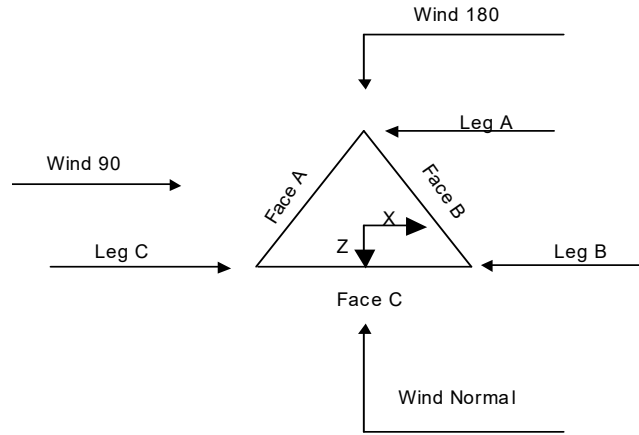 Wind 180
Leg A
Wind 90
Face A
Face B
X
Z
Leg C
Leg B
Face C
Wind Normal